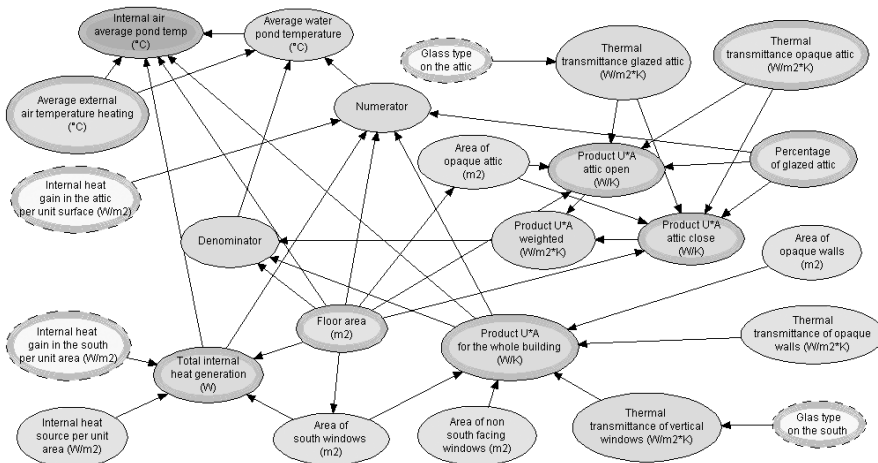 Internal air
average pond temp
(°C)
Average water
pond temperature
(°C)
Glass type
on the attic
Thermal
transmittance glazed attic
(W/m2*K)
Thermal
transmittance opaque attic
(W/m2*K)
Average external
air temperature heating
(°C)
Numerator
Area of
opaque attic
(m2)
Product U*A
attic open
(W/K)
Percentage
of glazed attic
Internal heat
gain in the attic
per unit surface (W/m2)
Denominator
Product U*A
weighted
(W/m2*K)
Product U*A
attic close
(W/K)
Area of
opaque walls
(m2)
Internal heat
gain in the south
per unit area (W/m2)
Floor area
(m2)
Product U*A
for the whole building
(W/K)
Thermal
transmittance of opaque
walls (W/m2*K)
Total internal
heat generation
(W)
Internal heat
source per unit
area (W/m2)
Area of
south windows
(m2)
Area of non
south facing
windows (m2)
Thermal
transmittance of vertical
windows (W/m2*K)
Glas type
on the south